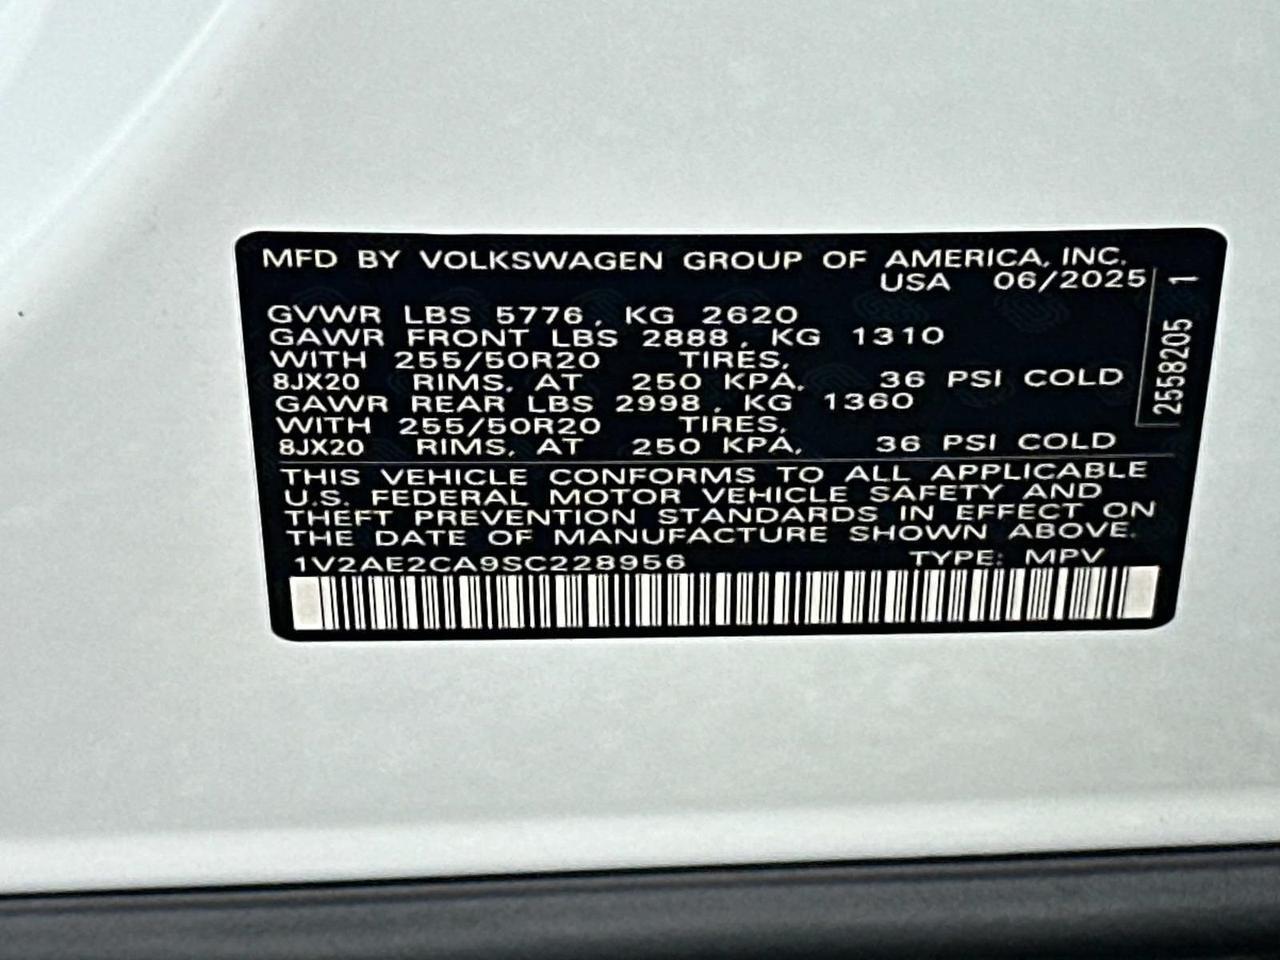 MFD BY VOLKSWAGEN GROUP OF AMERICA, INC.
USA 06/2025
GVWR LBS 5776, KG 2620
GAWR FRONT LBS 2888, KG 1310
WITH 255/50R20 TIRES,
8JX20 RIMS, AT 250 KPA, 36 PSI COLD
GAWR REAR LBS 2998, KG 1360
WITH 255/50R20 TIRES,
8JX20 RIMS, AT 250 KPA, 36 PSI COLD
THIS VEHICLE CONFORMS TO ALL APPLICABLE
U.S. FEDERAL MOTOR VEHICLE SAFETY AND
THEFT PREVENTION STANDARDS IN EFFECT ON
THE DATE OF MANUFACTURE SHOWN ABOVE.
1V2AE2CA9SC228956 TYPE: MPV
2558205 1